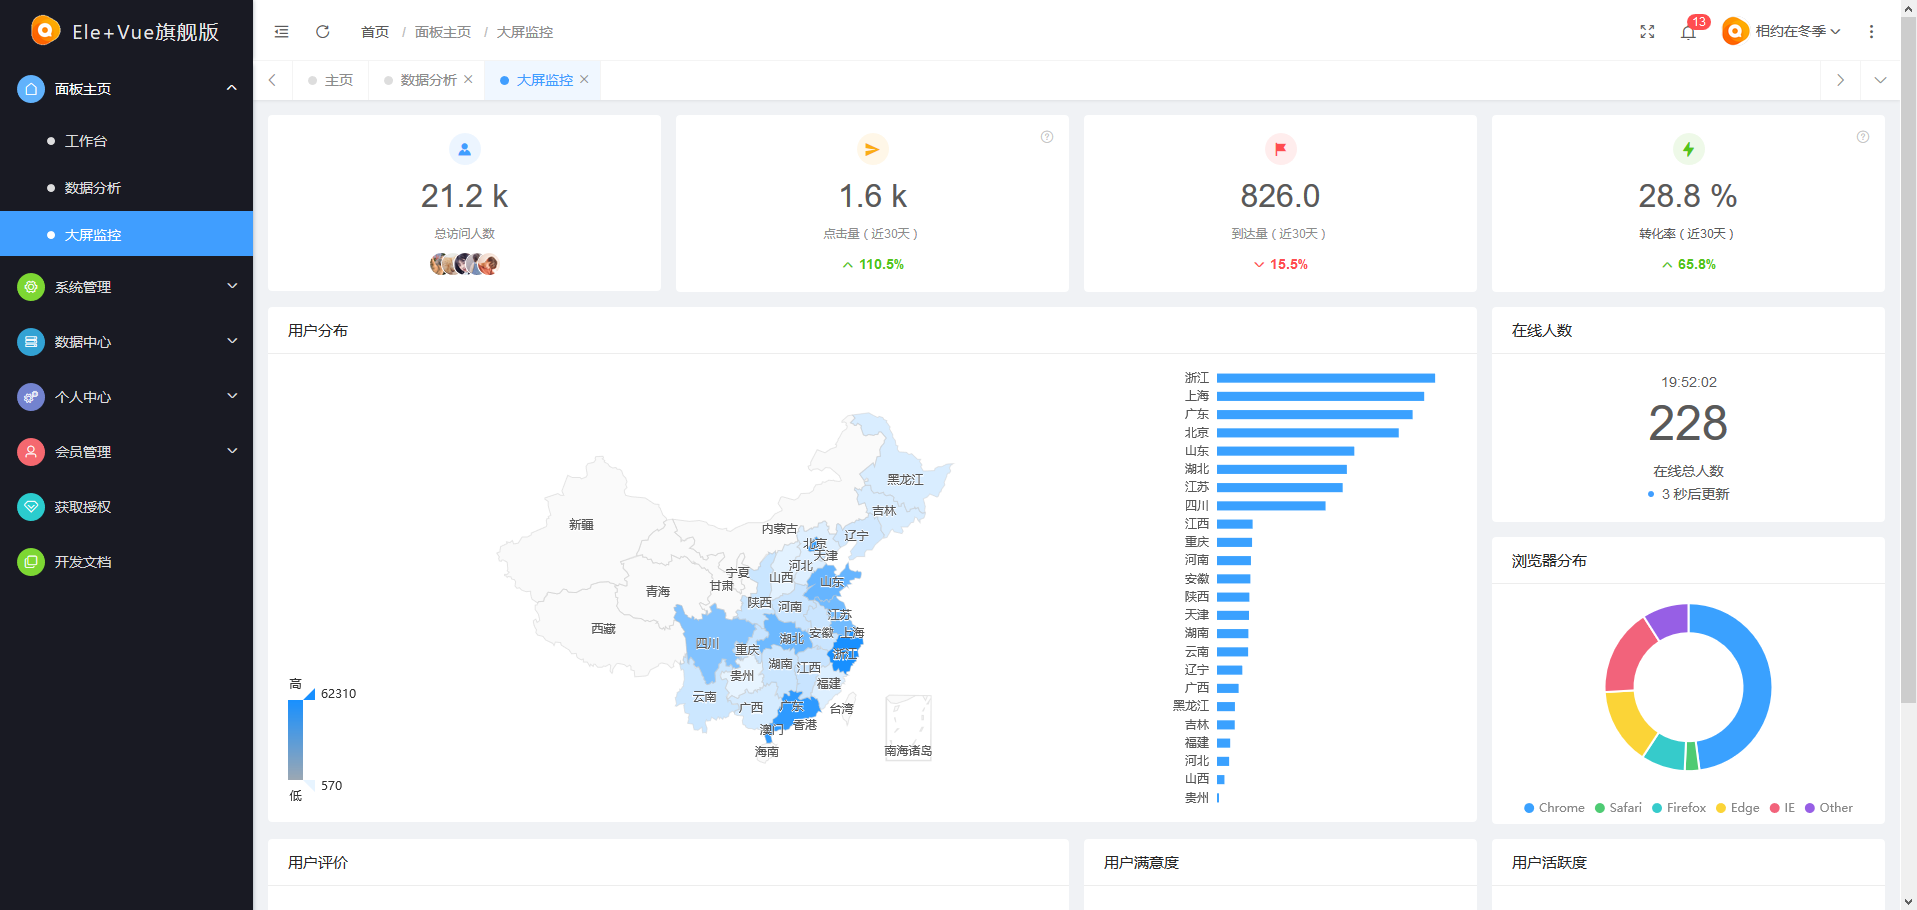 Ele+Vue旗舰版
面板主页
工作台
数据分析
大屏监控
系统管理
数据中心
个人中心
会员管理
获取授权
开发文档
首页 / 面板主页 / 大屏监控
13
相约在冬季
主页
数据分析
大屏监控
21.2 k
总访问人数
1.6 k
点击量（近30天）
110.5%
826.0
到达量（近30天）
15.5%
28.8 %
转化率（近30天）
65.8%
用户分布
黑龙江
吉林
新疆
内蒙古
辽宁
北京
天津
河北
宁夏
山西
山东
甘肃
青海
陕西
河南
江苏
西藏
安徽
上海
湖北
四川
重庆
浙江
湖南
江西
贵州
福建
云南
广西
广东
台湾
香港
澳门
海南
南海诸岛
高
62310
570
低
浙江
上海
广东
北京
山东
湖北
江苏
四川
江西
重庆
河南
安徽
陕西
天津
湖南
云南
辽宁
广西
黑龙江
吉林
福建
河北
山西
贵州
在线人数
19:52:02
228
在线总人数
3 秒后更新
浏览器分布
Chrome Safari Firefox Edge IE Other
用户评价
用户满意度
用户活跃度